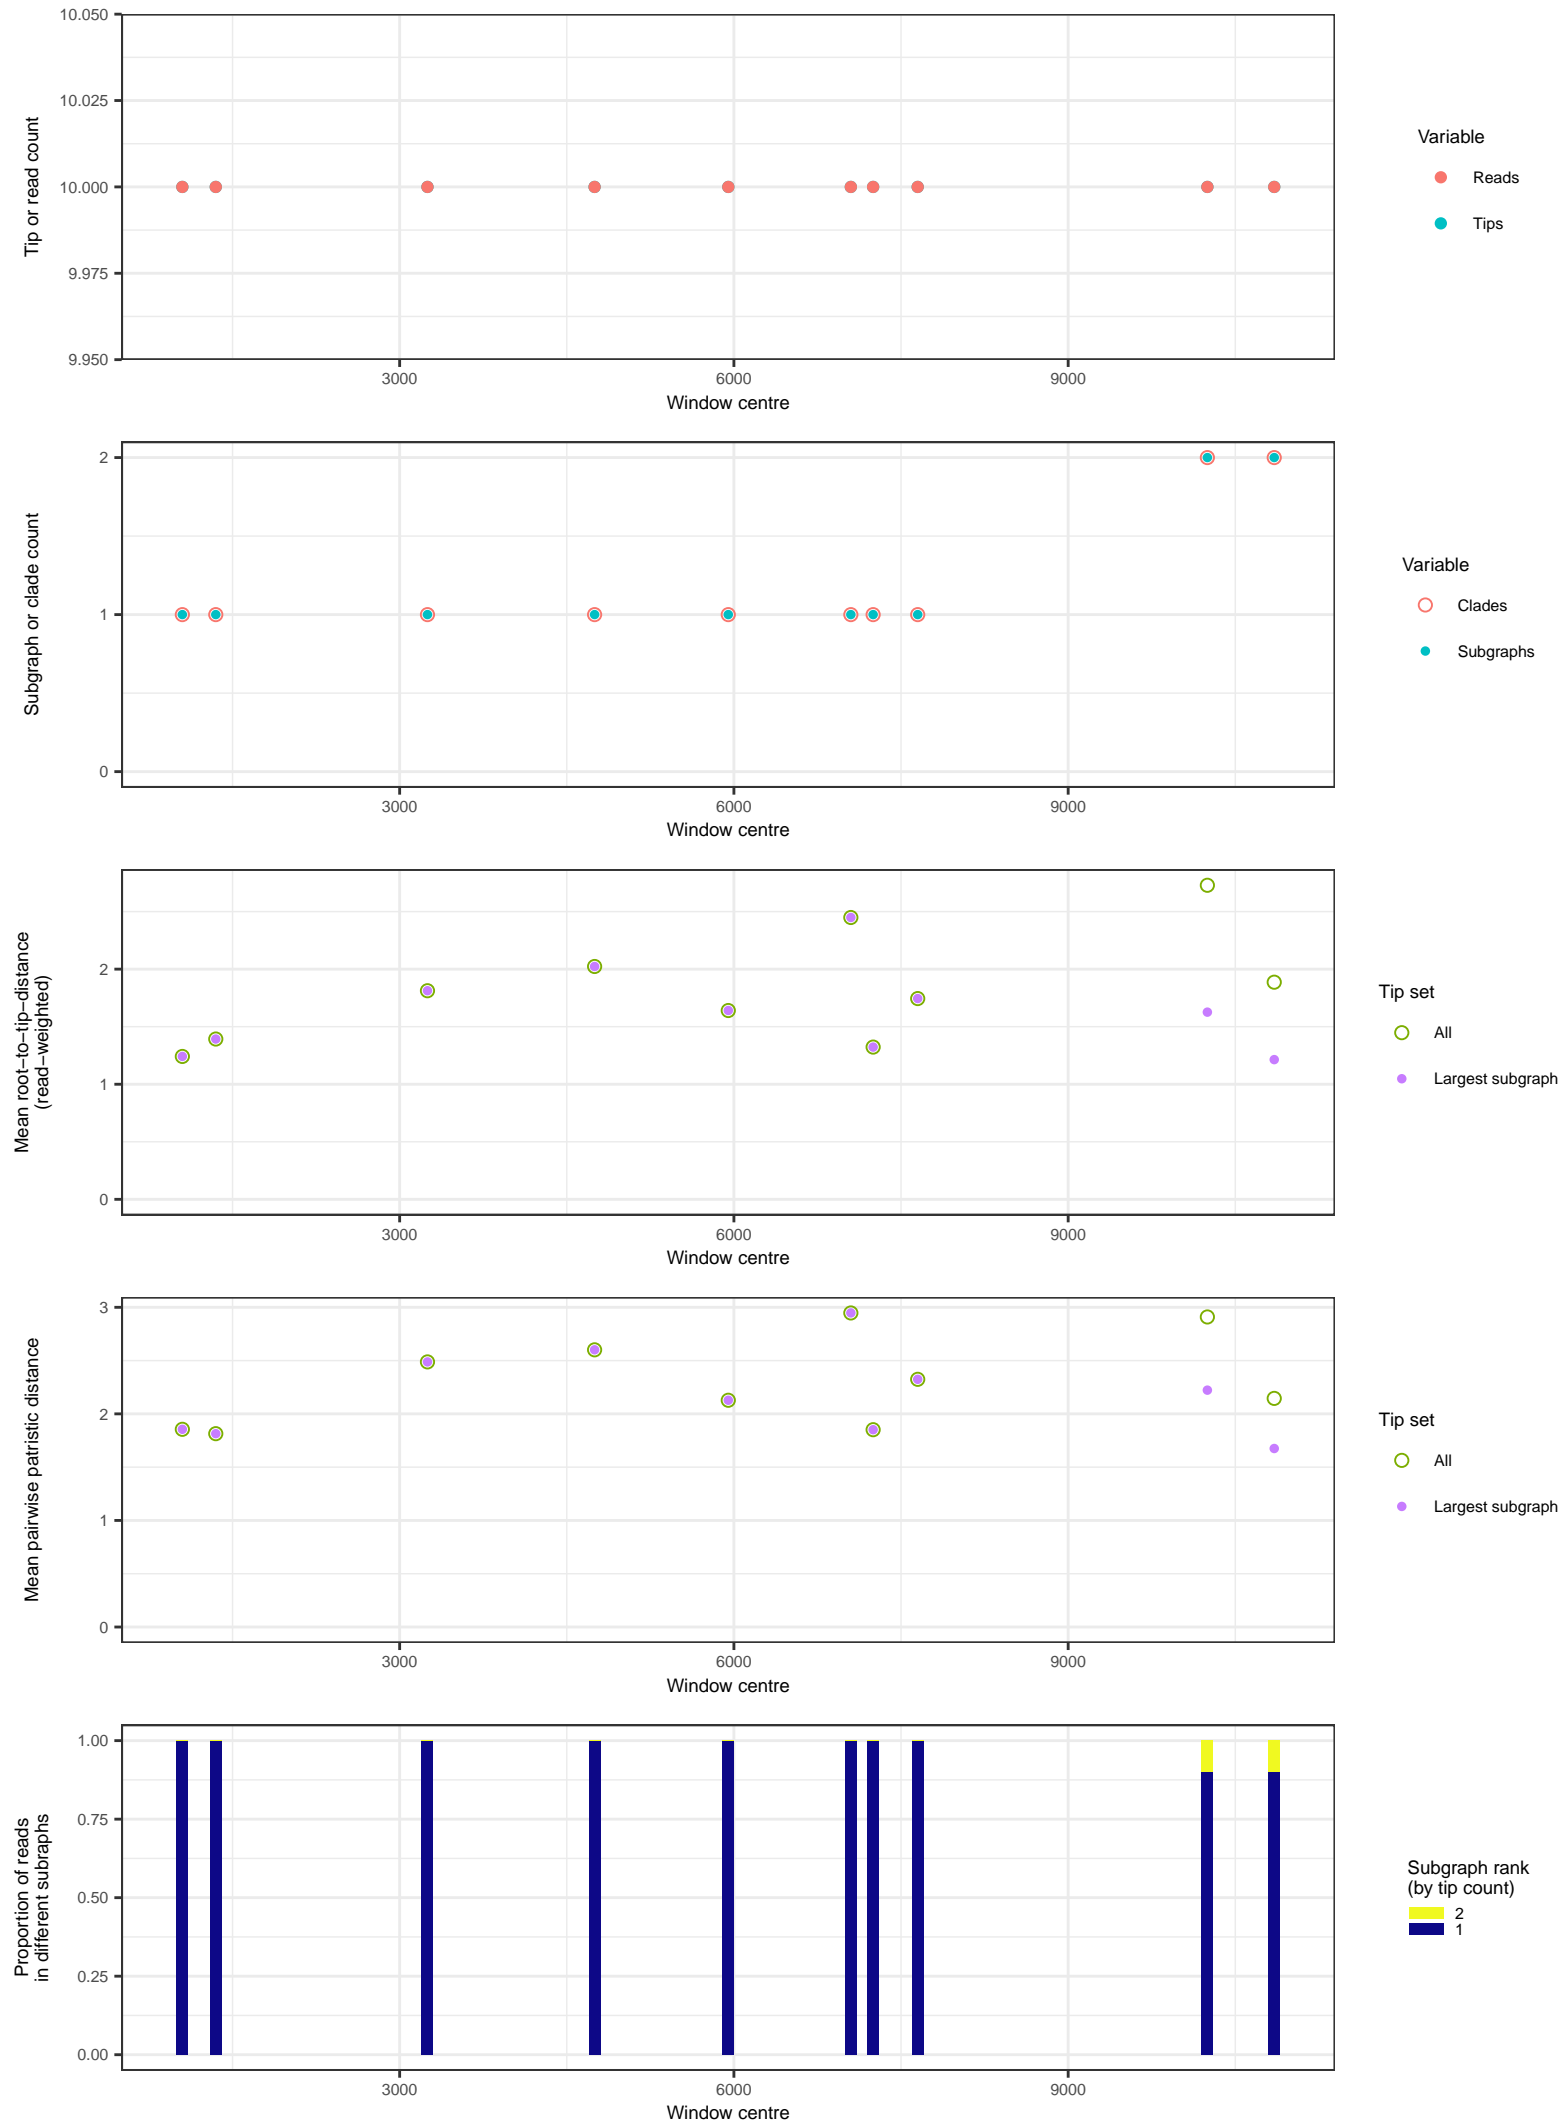 10.050
10.025
10.000
9.975
9.950
Tip or read count
3000
6000
9000
Window centre
Variable
Reads
Tips
2
1
0
Subgraph or clade count
3000
6000
9000
Window centre
Variable
Clades
Subgraphs
2
1
0
Mean root−to−tip−distance
(read−weighted)
3000
6000
9000
Window centre
Tip set
All
Largest subgraph
3
2
1
0
Mean pairwise patristic distance
3000
6000
9000
Window centre
Tip set
All
Largest subgraph
1.00
0.75
0.50
0.25
0.00
Proportion of reads
in different subraphs
3000
6000
9000
Window centre
Subgraph rank
(by tip count)
2
1